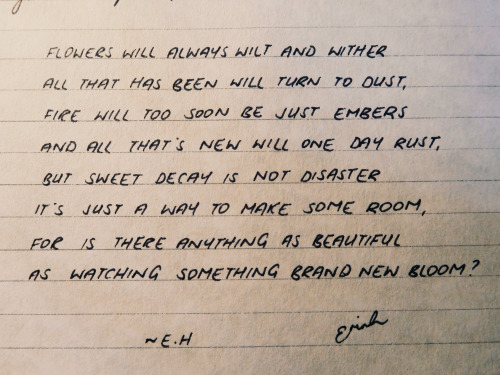 FLOWERS WILL ALWAYS WILT AND WITHER
ALL THAT HAS BEEN WILL TURN TO DUST,
FIRE WILL TOO SOON BE JUST EMBERS
AND ALL THAT'S NEW WILL ONE DAY RUST,
BUT SWEET DECAY IS NOT DISASTER
IT'S JUST A WAY TO MAKE SOME ROOM,
FOR IS THERE ANYTHING AS BEAUTIFUL
AS WATCHING SOMETHING BRAND NEW BLOOM?
~E.H